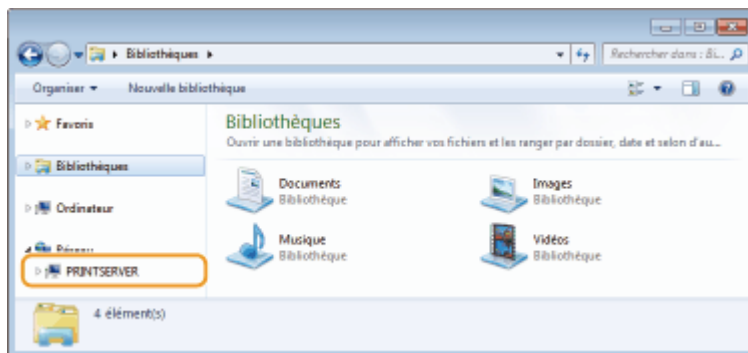 Bibliothèques
Rechercher dans : Bi...
Organiser
Nouvelle bibliothèque
Favoris
Bibliothèques
Ouvrir une bibliothèque pour afficher vos fichiers et les ranger par dossier, date et selon d'au...
Bibliothèques
Documents
Bibliothèque
Images
Bibliothèque
Ordinateur
Musique
Bibliothèque
Vidéos
Bibliothèque
Réseau
PRINTSERVER
4 élément(s)